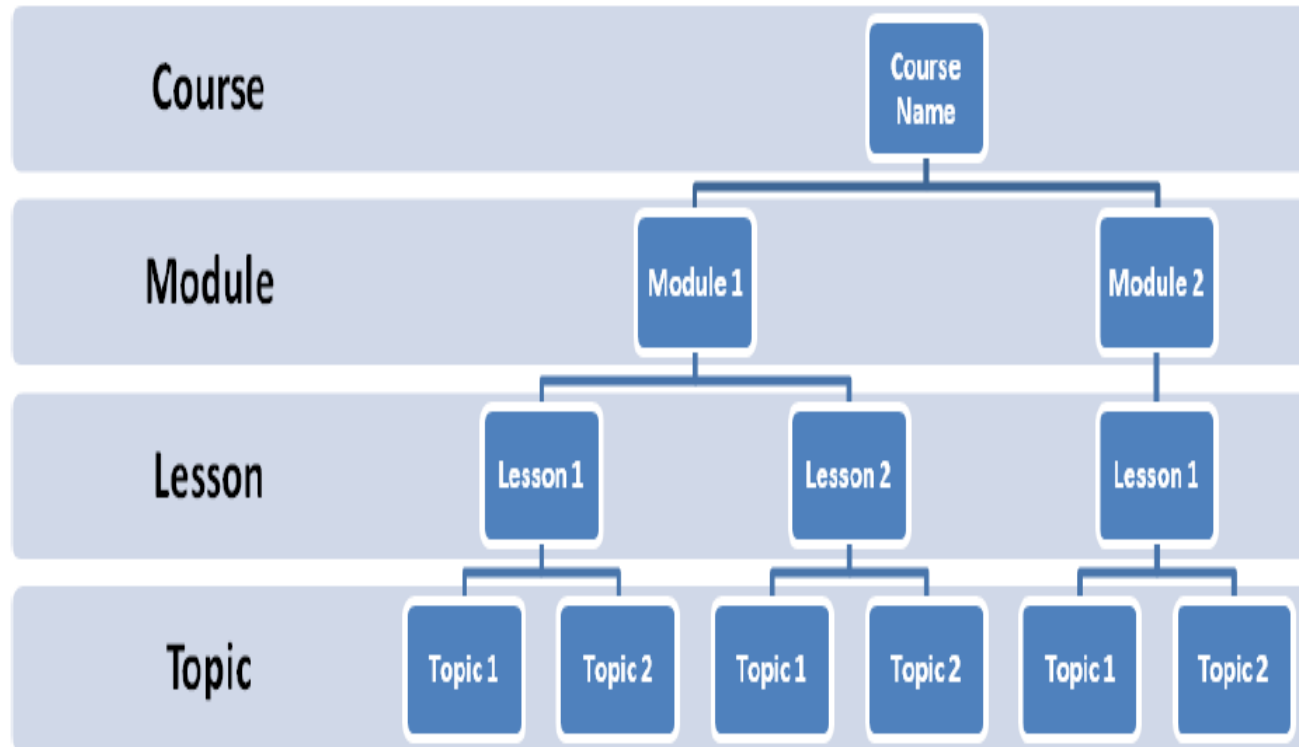 Course
Course
Name
Module
Module 1
Module 2
Lesson
Lesson 1
Lesson 2
Lesson 1
Topic
Topic 1
Topic 2
Topic 1
Topic 2
Topic 1
Topic 2